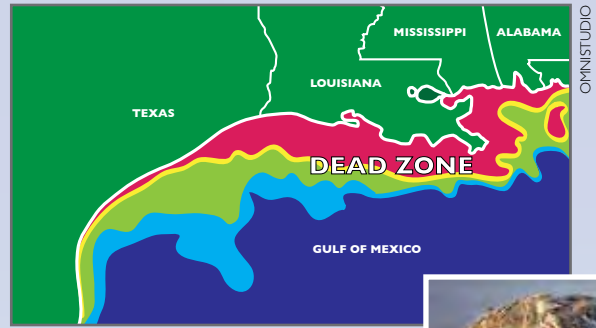 MISSISSIPPI
ALABAMA
LOUISIANA
TEXAS
DEAD ZONE
GULF OF MEXICO
OMNISTUDIO